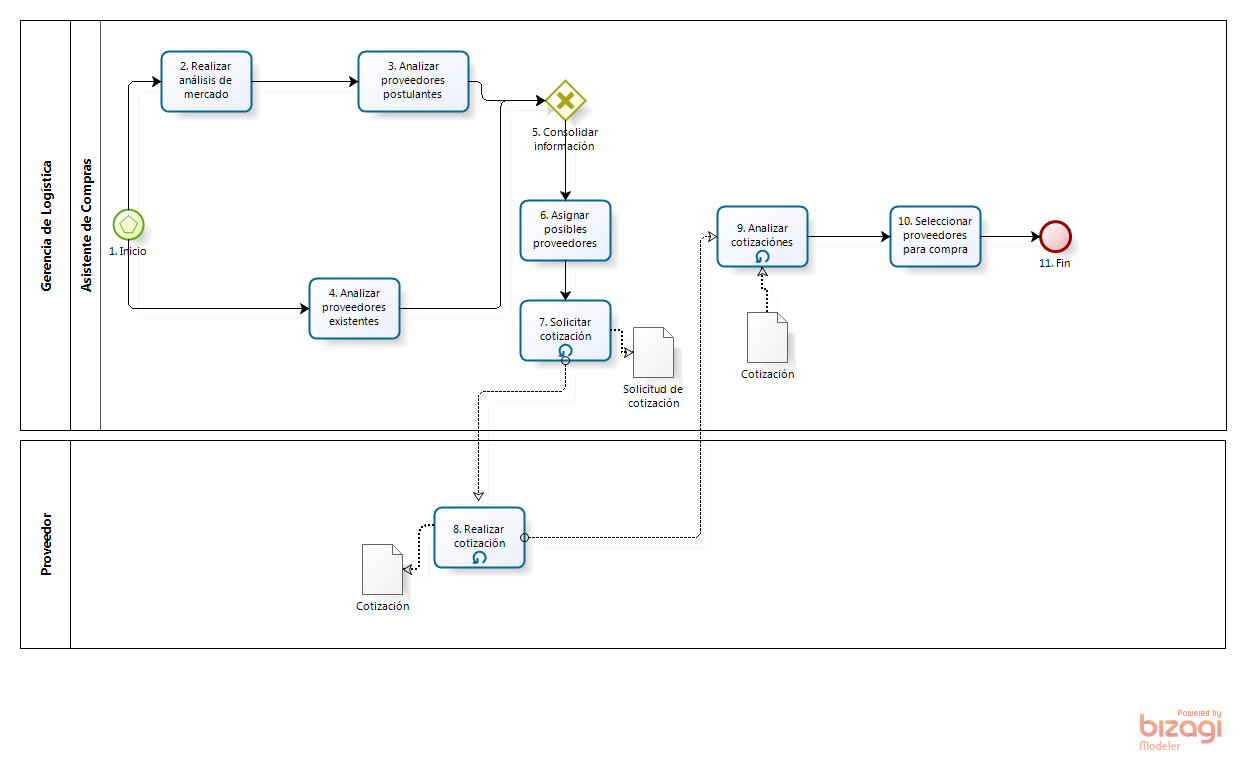 Gerencia de Logística
Asistente de Compras
1. Inicio
2. Realizar
análisis de
mercado
3. Analizar
proveedores
postulantes
4. Analizar
proveedores
existentes
5. Consolidar
información
6. Asignar
posibles
proveedores
7. Solicitar
cotización
Solicitud de
cotización
9. Analizar
cotizaciónes
Cotización
10. Seleccionar
proveedores
para compra
11. Fin
Proveedor
8. Realizar
cotización
Cotización
Powered by
bizagi
Modeler